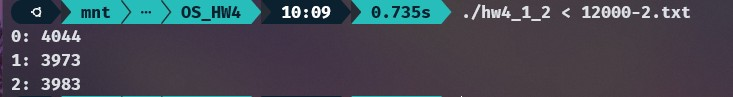 mnt ··· OS_HW4 10:09 0.735s ./hw4_1_2 < 12000-2.txt
0: 4044
1: 3973
2: 3983